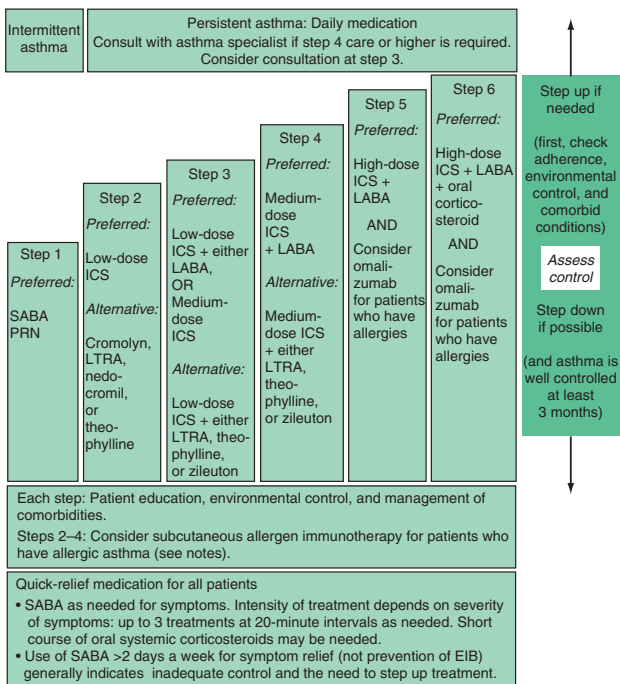 Intermittent
asthma
Persistent asthma: Daily medication
Consult with asthma specialist if step 4 care or higher is required.
Consider consultation at step 3.
Step 1
Preferred:
SABA
PRN
Step 2
Preferred:
Low-dose
ICS
Alternative:
Cromolyn,
LTRA,
nedo-
cromil,
or
theo-
phylline
Step 3
Preferred:
Low-dose
ICS + either
LABA,
OR
Medium-
dose
ICS
Alternative:
Low-dose
ICS + either
LTRA, theo-
phylline,
or zileuton
Step 4
Preferred:
Medium-
dose
ICS
+ LABA
Alternative:
Medium-
dose ICS
+ either
LTRA,
theo-
phylline,
or zileuton
Step 5
Preferred:
High-dose
ICS +
LABA
AND
Consider
omali-
zumab
for patients
who have
allergies
Step 6
Preferred:
High-dose
ICS + LABA
+ oral
cortico-
steroid
AND
Consider
omali-
zumab
for patients
who have
allergies
Step up if
needed
(first, check
adherence,
environmental
control, and
comorbid
conditions)
Assess
control
Step down
if possible
(and asthma is
well controlled
at least
3 months)
Each step: Patient education, environmental control, and management of
comorbidities.
Steps 2–4: Consider subcutaneous allergen immunotherapy for patients who
have allergic asthma (see notes).
Quick-relief medication for all patients
• SABA as needed for symptoms. Intensity of treatment depends on severity
of symptoms: up to 3 treatments at 20-minute intervals as needed. Short
course of oral systemic corticosteroids may be needed.
• Use of SABA >2 days a week for symptom relief (not prevention of EIB)
generally indicates inadequate control and the need to step up treatment.